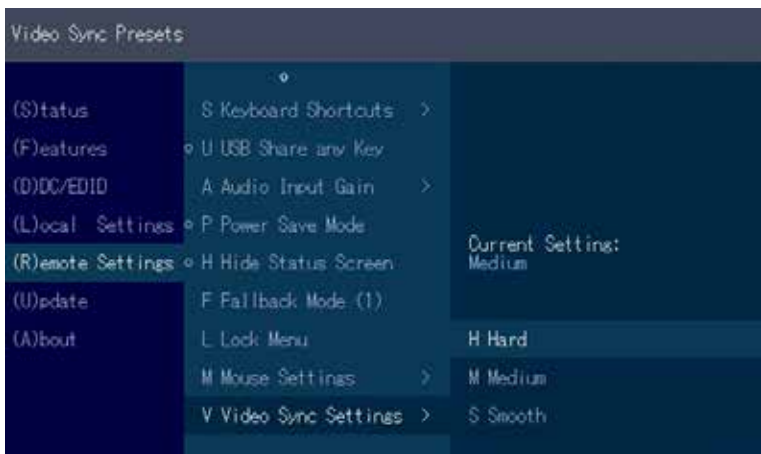 Video Sync Presets
(S)tatus
(F)eatures
(D)DC/EDID
(L)ocal Settings
(R)emote Settings
(U)pdate
(A)bout
S Keyboard Shortcuts >
U USB Share any Key
A Audio Input Gain >
P Power Save Mode
H Hide Status Screen
F Fallback Mode (1)
L Lock Menu
M Mouse Settings >
V Video Sync Settings >
Current Setting:
Medium
H Hard
M Medium
S Smooth